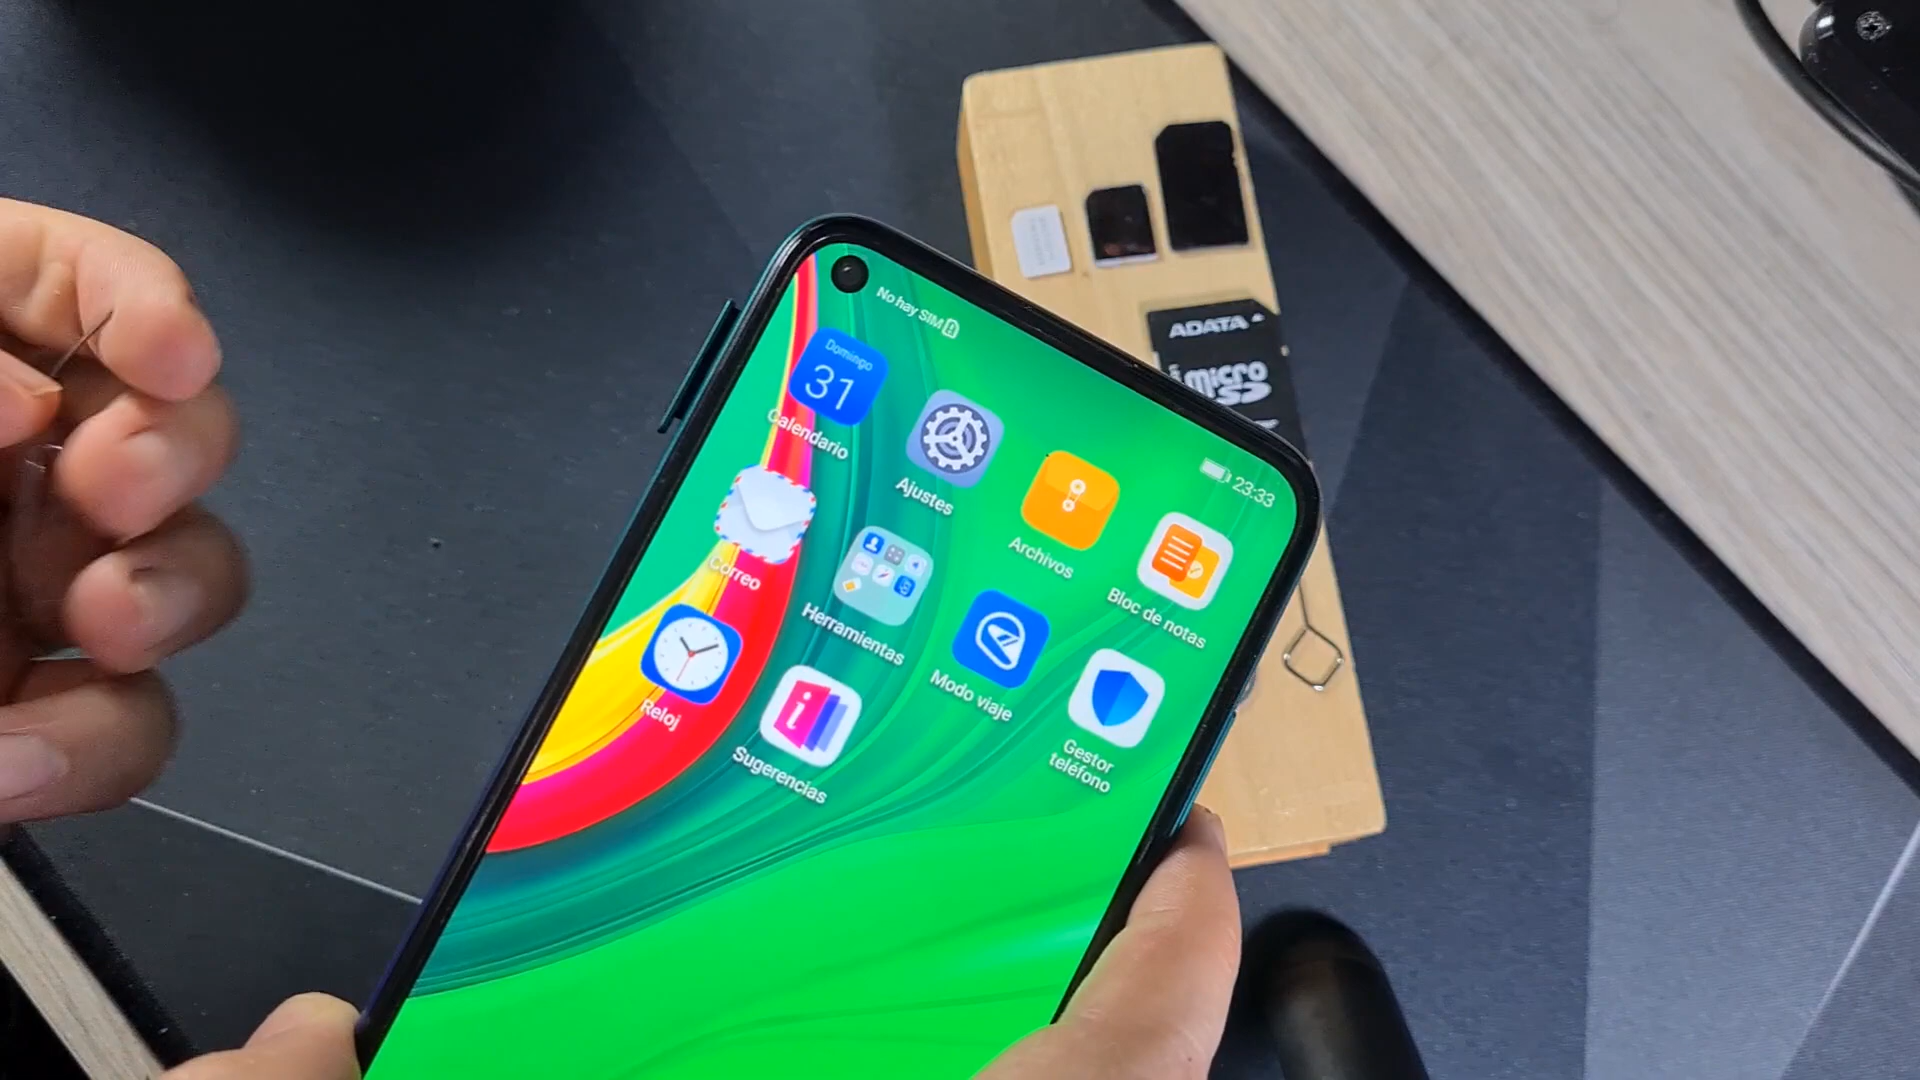 No hay SIM
23:33
Domingo
31
Calendario
Ajustes
Archivos
Bloc de notas
Correo
Herramientas
Modo viaje
Gestor
teléfono
Reloj
Sugerencias
ADATA
micro
SD